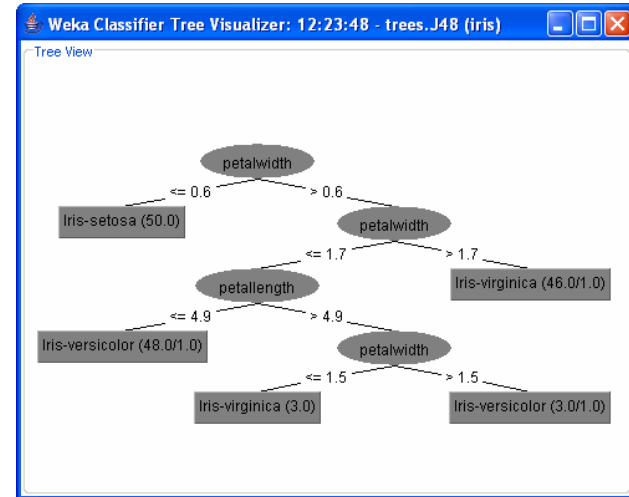 Weka Classifier Tree Visualizer: 12:23:48 - trees.J48 (iris)
Tree View
petalwidth
<= 0.6
> 0.6
Iris-setosa (50.0)
petalwidth
<= 1.7
> 1.7
petallength
Iris-virginica (46.0/1.0)
<= 4.9
> 4.9
Iris-versicolor (48.0/1.0)
petalwidth
<= 1.5
> 1.5
Iris-virginica (3.0)
Iris-versicolor (3.0/1.0)